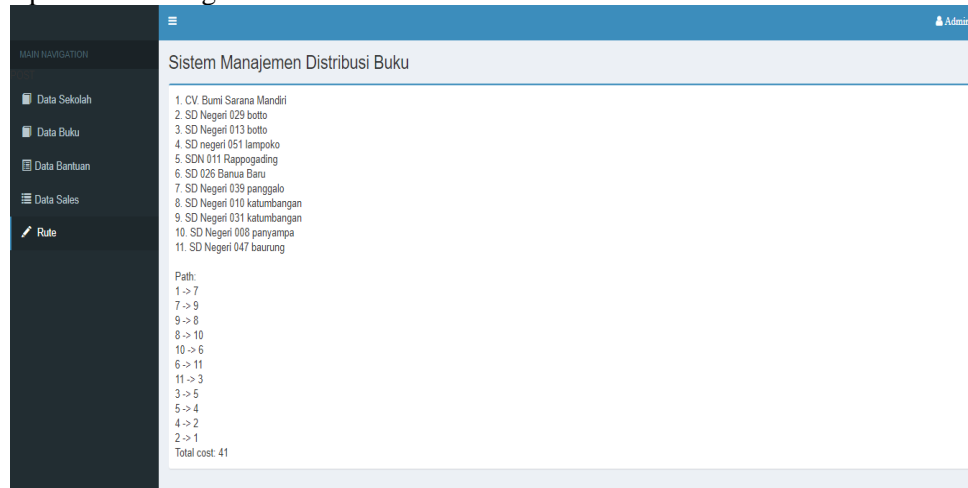 Admin
MAIN NAVIGATION
Sistem Manajemen Distribusi Buku
Data Sekolah
Data Buku
Data Bantuan
Data Sales
Rute
1. CV. Bumi Sarana Mandiri
2. SD Negeri 029 botto
3. SD Negeri 013 botto
4. SD negeri 051 lampoko
5. SDN 011 Rappogading
6. SD 026 Banua Baru
7. SD Negeri 039 panggalo
8. SD Negeri 010 katumbangan
9. SD Negeri 031 katumbangan
10. SD Negeri 008 panyampa
11. SD Negeri 047 baurung
Path:
1 -> 7
7 -> 9
9 -> 8
8 -> 10
10 -> 6
6 -> 11
11 -> 3
3 -> 5
5 -> 4
4 -> 2
2 -> 1
Total cost: 41